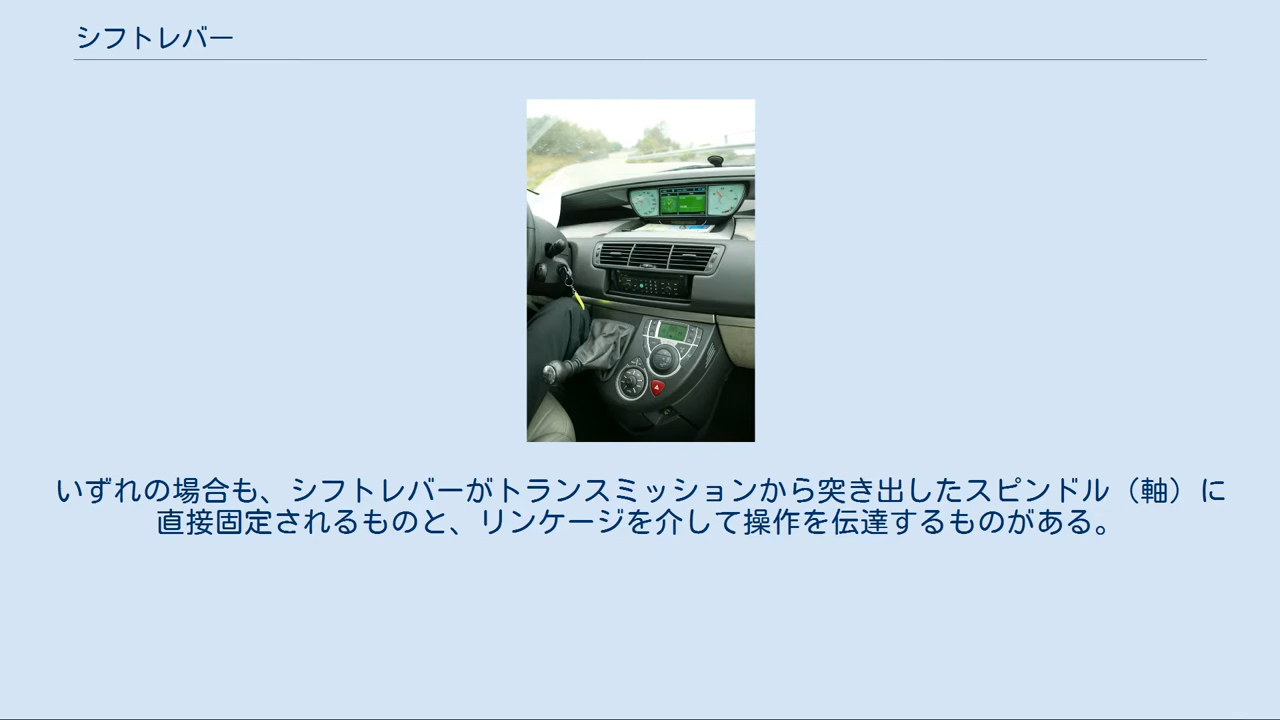 シフトレバー
いずれの場合も、シフトレバーがトランスミッションから突き出したスピンドル（軸）に
直接固定されるものと、リンケージを介して操作を伝達するものがある。